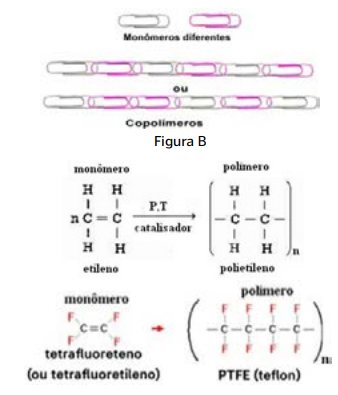 Monômeros diferentes
ou
Copolímeros
Figura B
monômero polímero
H H H H
n C = C P,T - C - C -
catalisador
H H H H n
etileno polietileno
monômero polímero
F F F F F F
C=C - C - C - C - C -
F F F F F F n
tetrafluoreteno
(ou tetrafluoretileno) PTFE (teflon)